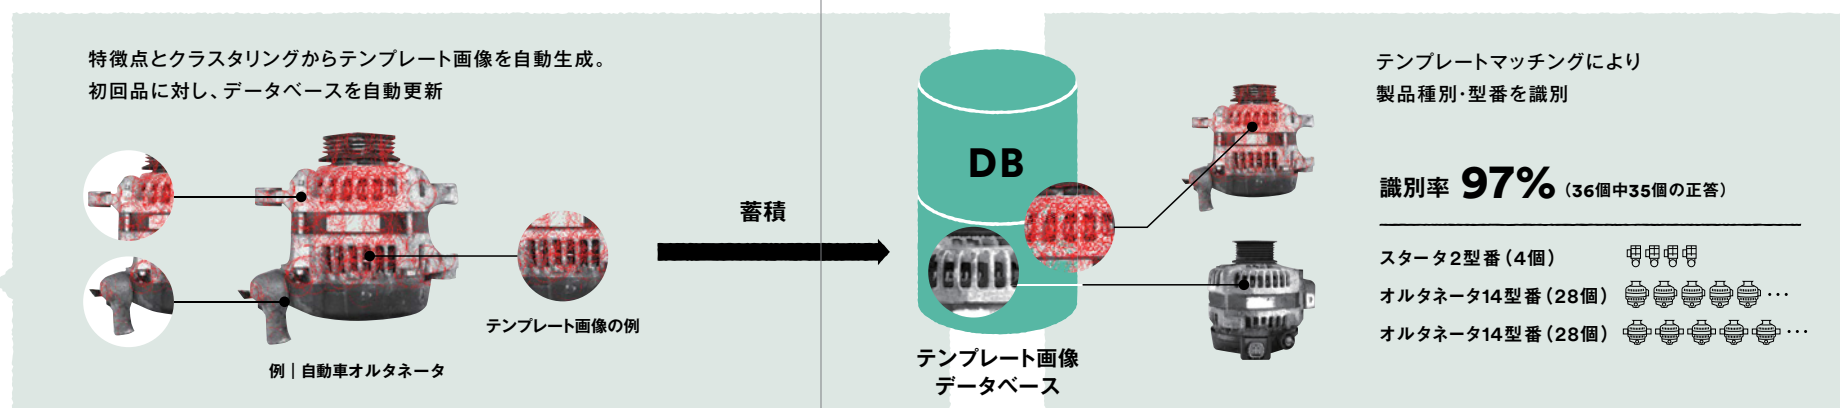 特徴点とクラスタリングからテンプレート画像を自動生成。
初回品に対し、データベースを自動更新
テンプレート画像の例
例｜自動車オルタネータ
蓄積
DB
テンプレート画像
データベース
テンプレートマッチングにより
製品種別・型番を識別
識別率 97%（36個中35個の正答）
スタータ2型番（4個）
オルタネータ14型番（28個） ･･･
オルタネータ14型番（28個） ･･･